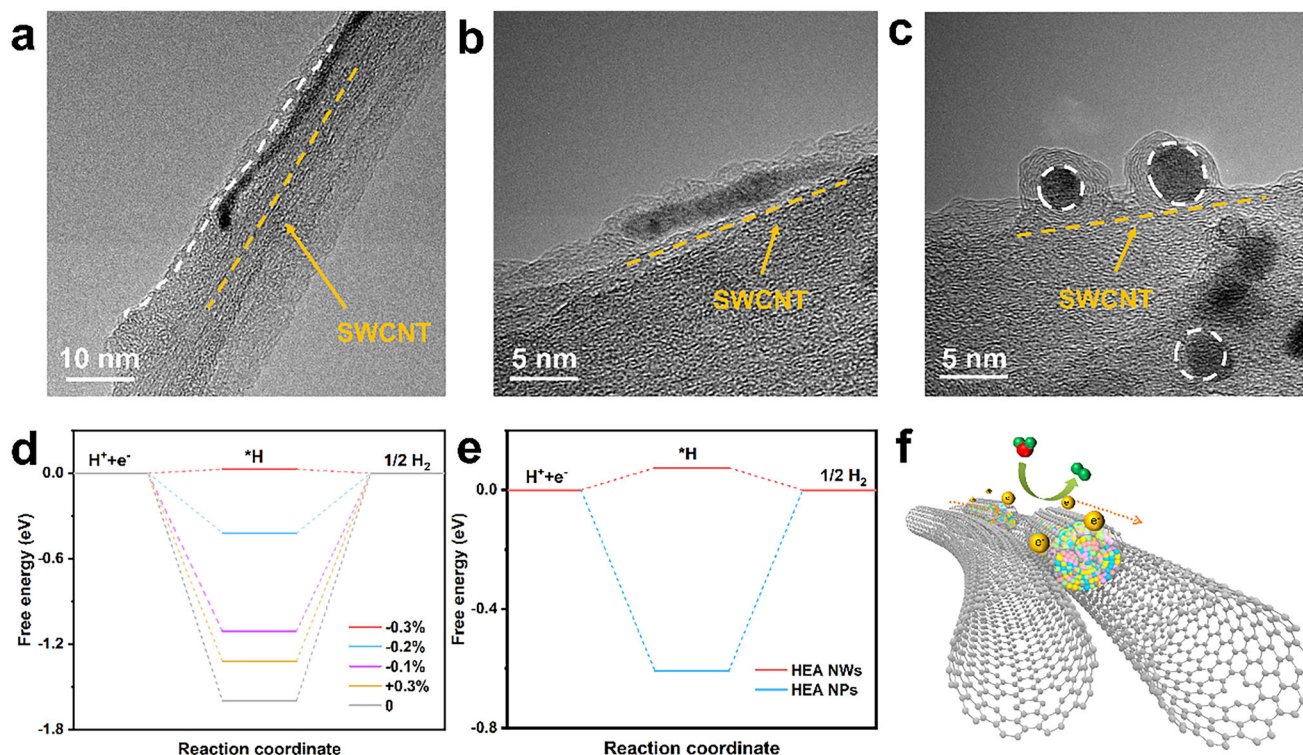 a
SWCNT
10 nm
b
SWCNT
5 nm
c
SWCNT
5 nm
d
H⁺+e⁻
*H
1/2 H₂
0.0
-0.6
-1.2
-1.8
Free energy (eV)
-0.3%
-0.2%
-0.1%
+0.3%
0
Reaction coordinate
e
H⁺+e⁻
*H
1/2 H₂
0.0
-0.4
-0.8
Free energy (eV)
HEA NWs
HEA NPs
Reaction coordinate
f
e⁻
e⁻
e⁻
e⁻